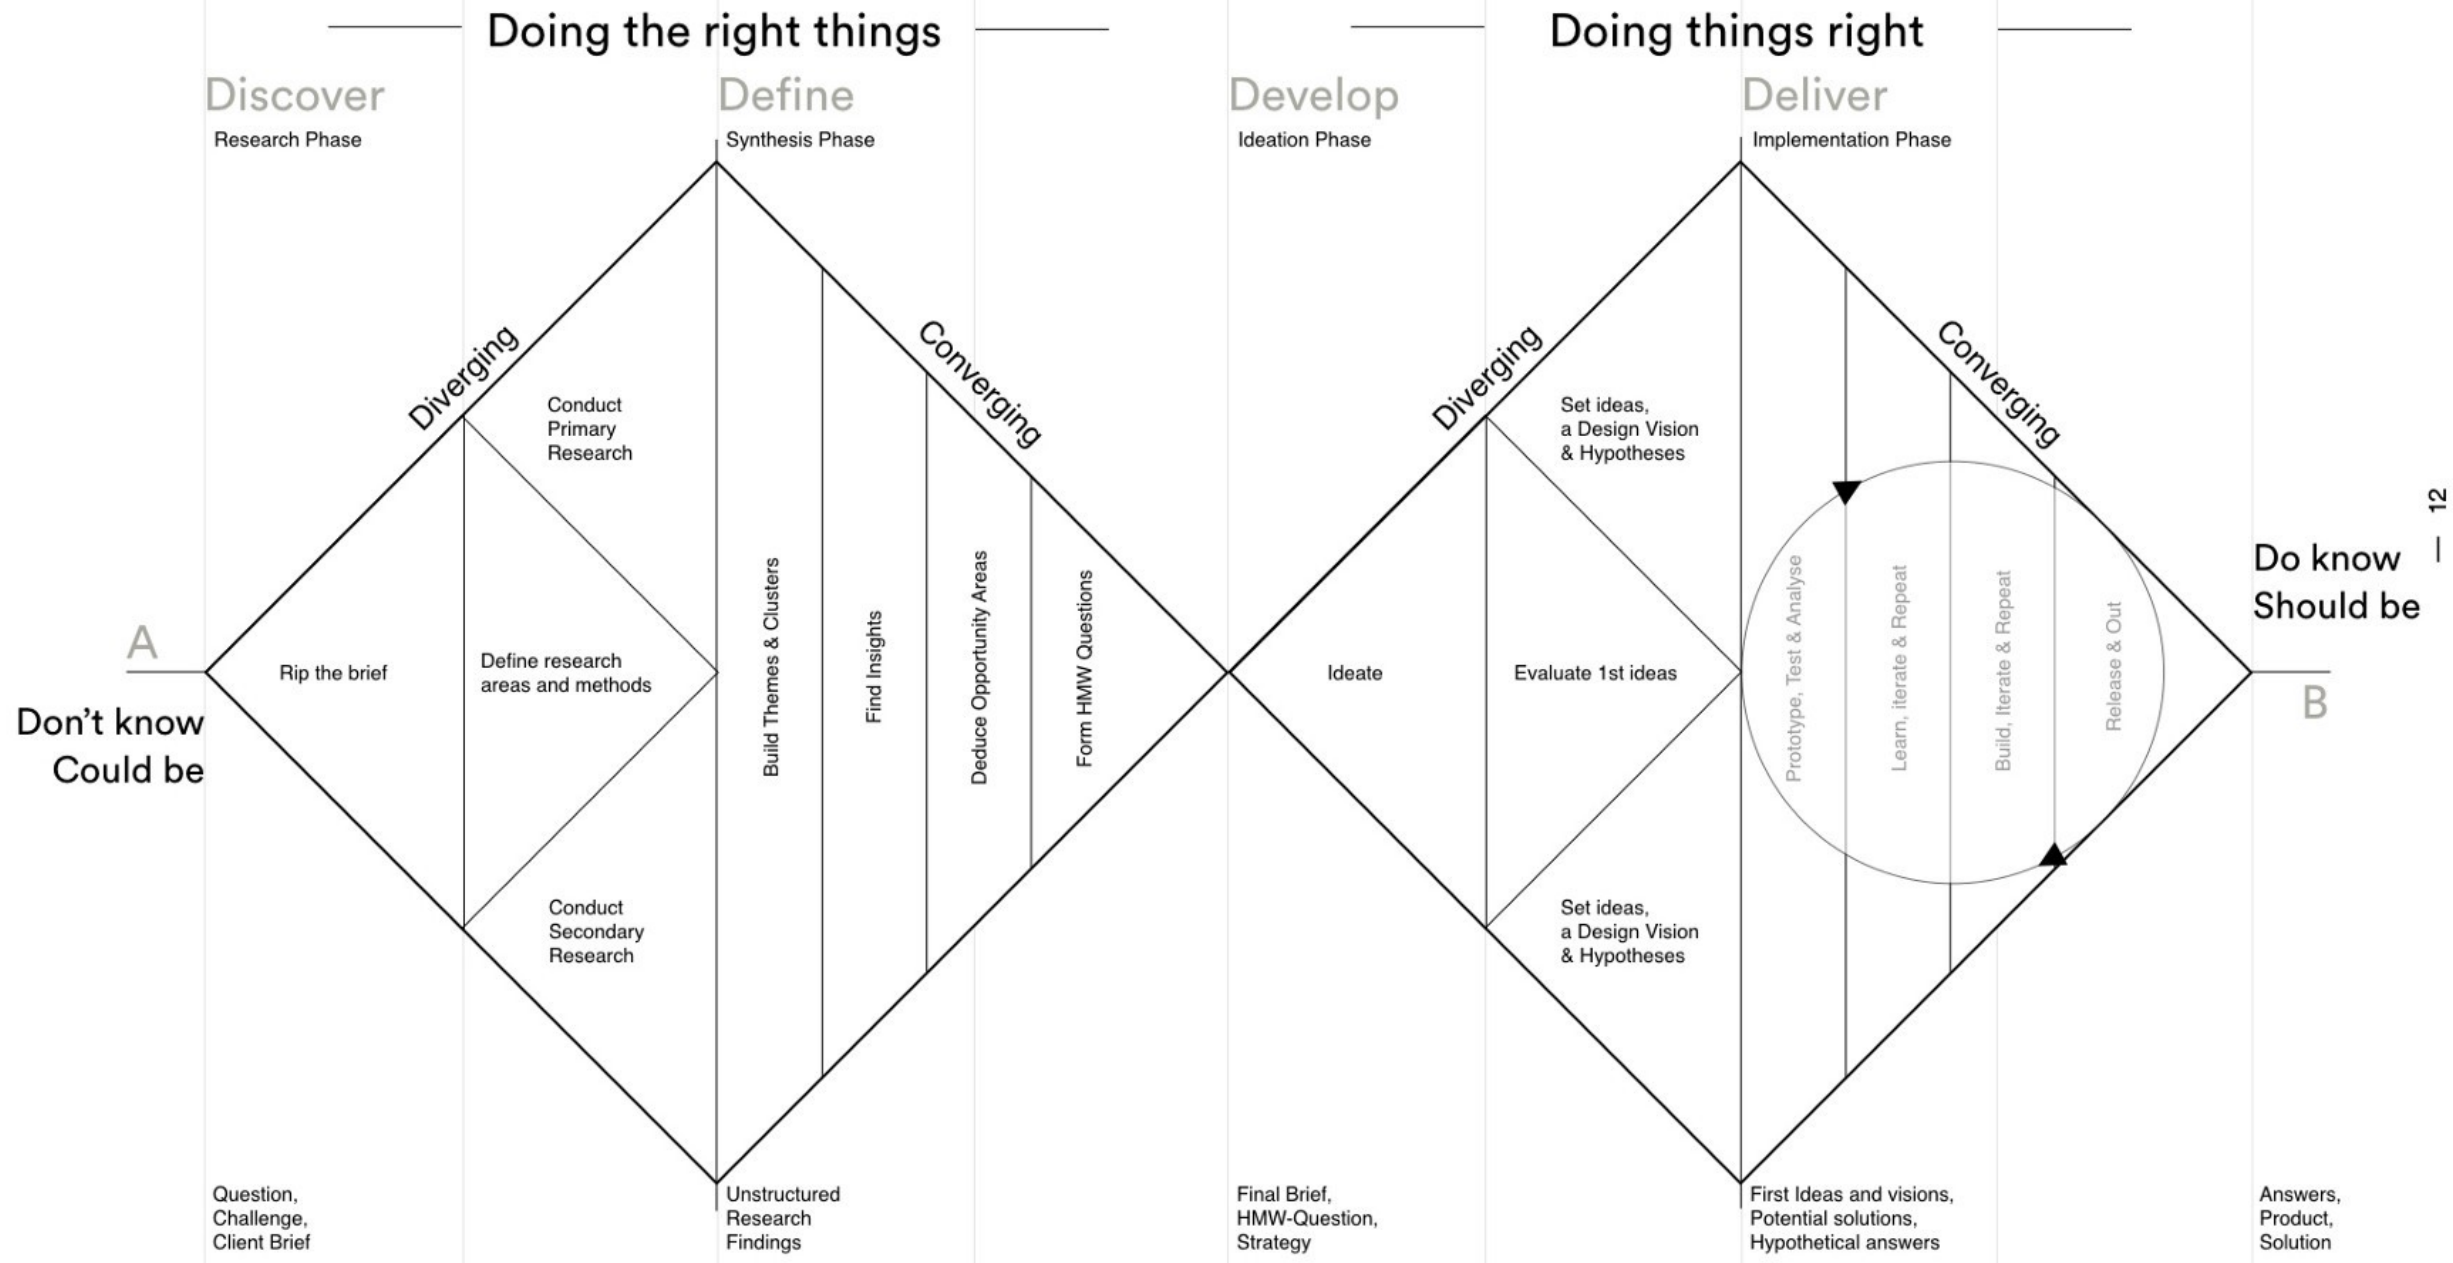 Doing the right things
Doing things right
Discover
Define
Develop
Deliver
Research Phase
Synthesis Phase
Ideation Phase
Implementation Phase
Diverging
Converging
Diverging
Converging
Conduct
Primary
Research
Set ideas,
a Design Vision
& Hypotheses
12
Do know
Should be
A
Don't know
Could be
Rip the brief
Define research
areas and methods
Build Themes & Clusters
Find Insights
Deduce Opportunity Areas
Form HMW Questions
Ideate
Evaluate 1st ideas
Prototype, Test & Analyse
Learn, iterate & Repeat
Build, Iterate & Repeat
Release & Out
B
Conduct
Secondary
Research
Set ideas,
a Design Vision
& Hypotheses
Question,
Challenge,
Client Brief
Unstructured
Research
Findings
Final Brief,
HMW-Question,
Strategy
First Ideas and visions,
Potential solutions,
Hypothetical answers
Answers,
Product,
Solution